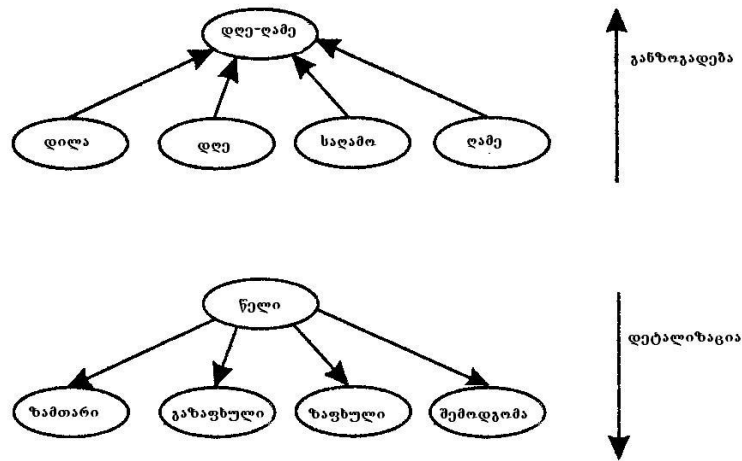 დღე-ღამე
განზოგადება
დილა
დღე
საღამო
ღამე
წელი
დეტალიზაცია
ზამთარი
გაზაფხული
ზაფხული
შემოდგომა